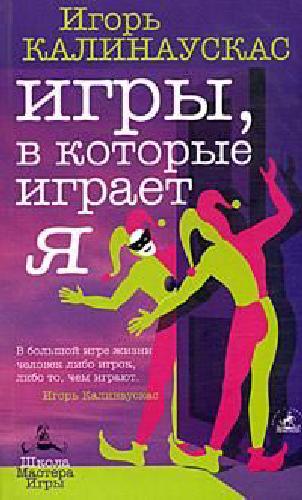 Игорь
КАЛИНАУСКАС
игры,
в которые
играет
я
В большой игре жизни
человек либо игрок,
либо то, чем играют.
Игорь Калинаускас
Школа
Мастера
Игры